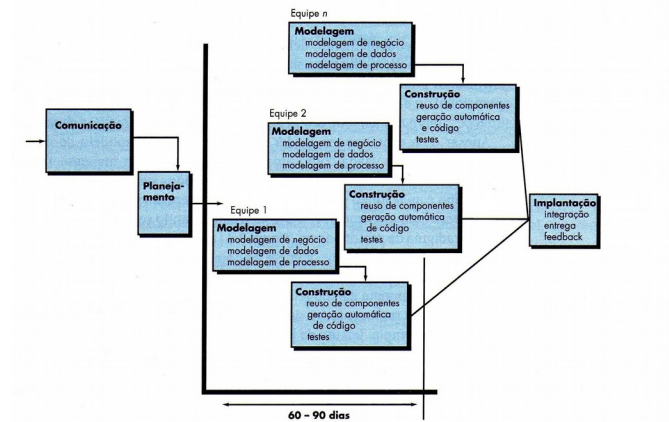 Equipe n
Modelagem
modelagem de negócio
modelagem de dados
modelagem de processo
Construção
reuso de componentes
geração automática
e código
testes
Equipe 2
Modelagem
modelagem de negócio
modelagem de dados
modelagem de processo
Construção
reuso de componentes
geração automática
de código
testes
Comunicação
Planeja-
mento
Equipe 1
Modelagem
modelagem de negócio
modelagem de dados
modelagem de processo
Construção
reuso de componentes
geração automática
de código
testes
Implantação
integração
entrega
feedback
60 – 90 dias